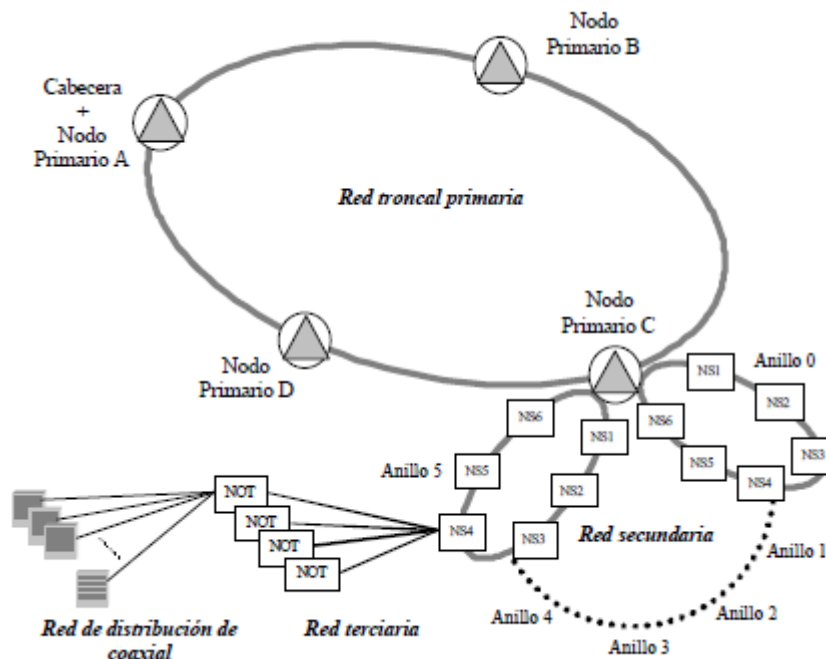 Nodo
Primario B
Cabecera
+
Nodo
Primario A
Red troncal primaria
Nodo
Primario C
Nodo
Primario D
Anillo 0
NS1
NS2
NS3
NS4
NS5
NS6
Anillo 5
NS6
NS1
NS5
NS2
NS4
NS3
Red secundaria
NOT
NOT
NOT
NOT
Anillo 1
Anillo 2
Anillo 3
Anillo 4
Red de distribución de
coaxial
Red terciaria